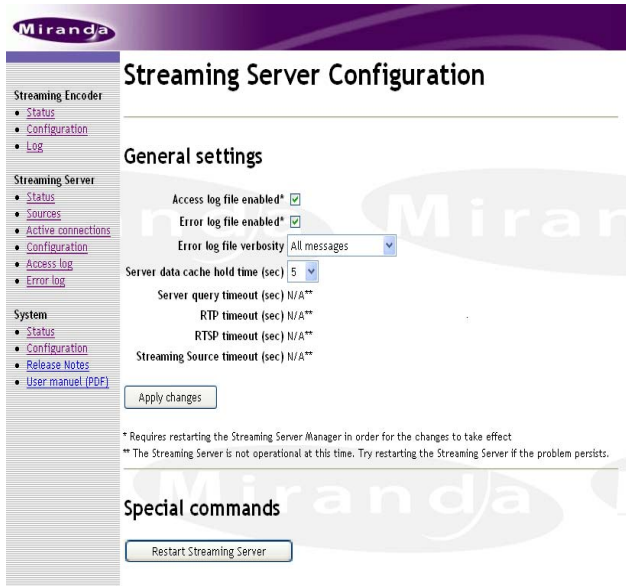 Miranda
Streaming Server Configuration
Streaming Encoder
Status
Configuration
Log
Streaming Server
Status
Sources
Active connections
Configuration
Access log
Error log
System
Status
Configuration
Release Notes
User manuel (PDF)
General settings
Access log file enabled*
Error log file enabled*
Error log file verbosity All messages
Server data cache hold time (sec) 5
Server query timeout (sec) N/A**
RTP timeout (sec) N/A**
RTSP timeout (sec) N/A**
Streaming Source timeout (sec) N/A**
Apply changes
* Requires restarting the Streaming Server Manager in order for the changes to take effect
** The Streaming Server is not operational at this time. Try restarting the Streaming Server if the problem persists.
Special commands
Restart Streaming Server